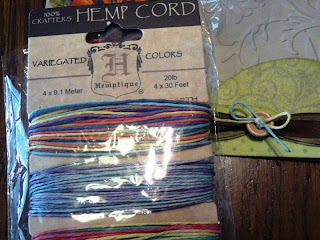 100% CRAFTERS HEMP CORD
VARIEGATED COLORS
H
Hemptique
4 x 9.1 Meter
20lb
4 x 30 Feet